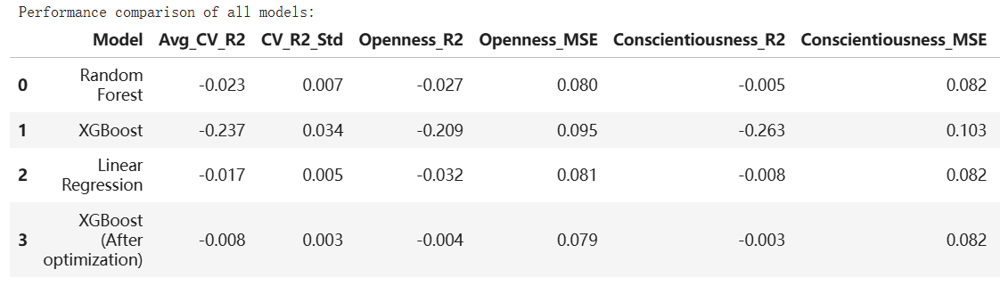 Performance comparison of all models:
Model Avg_CV_R2 CV_R2_Std Openness_R2 Openness_MSE Conscientiousness_R2 Conscientiousness_MSE
0 Random Forest -0.023 0.007 -0.027 0.080 -0.005 0.082
1 XGBoost -0.237 0.034 -0.209 0.095 -0.263 0.103
2 Linear Regression -0.017 0.005 -0.032 0.081 -0.008 0.082
3 XGBoost (After optimization) -0.008 0.003 -0.004 0.079 -0.003 0.082